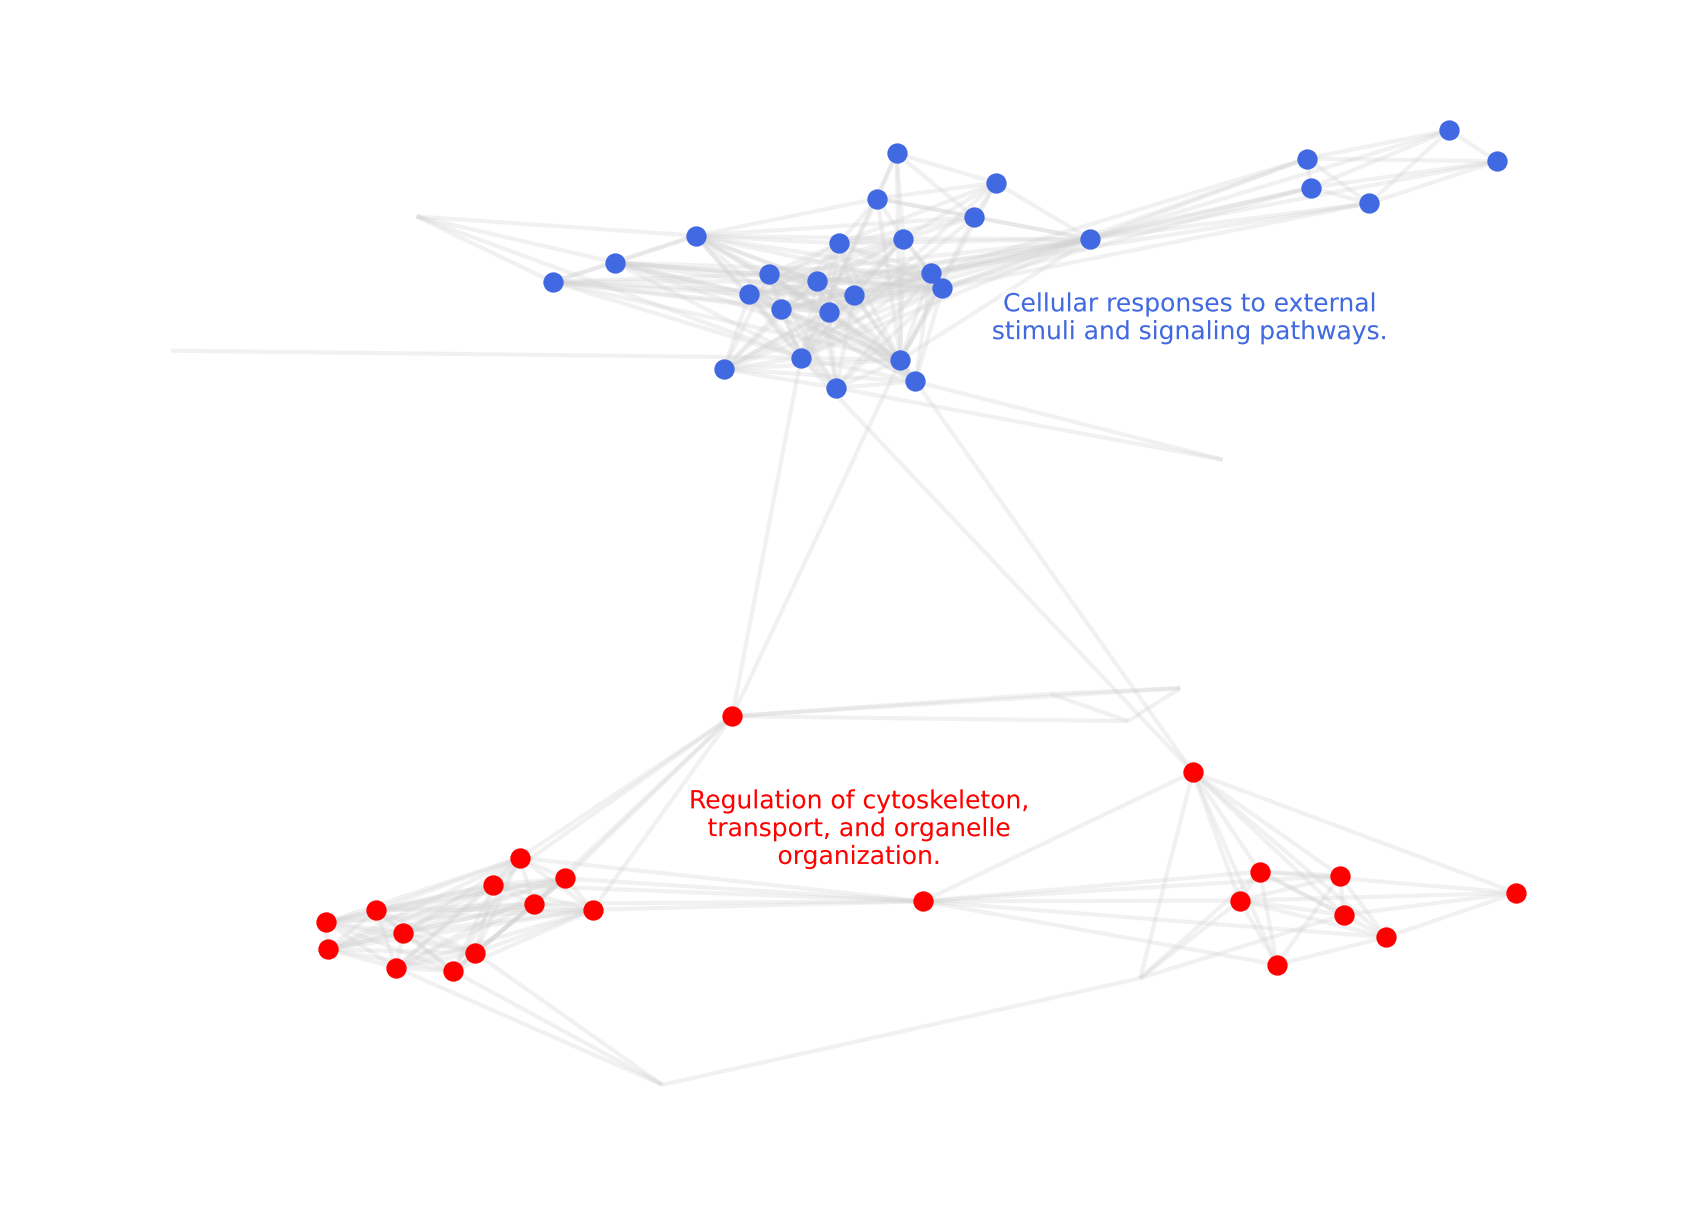 Cellular responses to external
stimuli and signaling pathways.
Regulation of cytoskeleton,
transport, and organelle
organization.